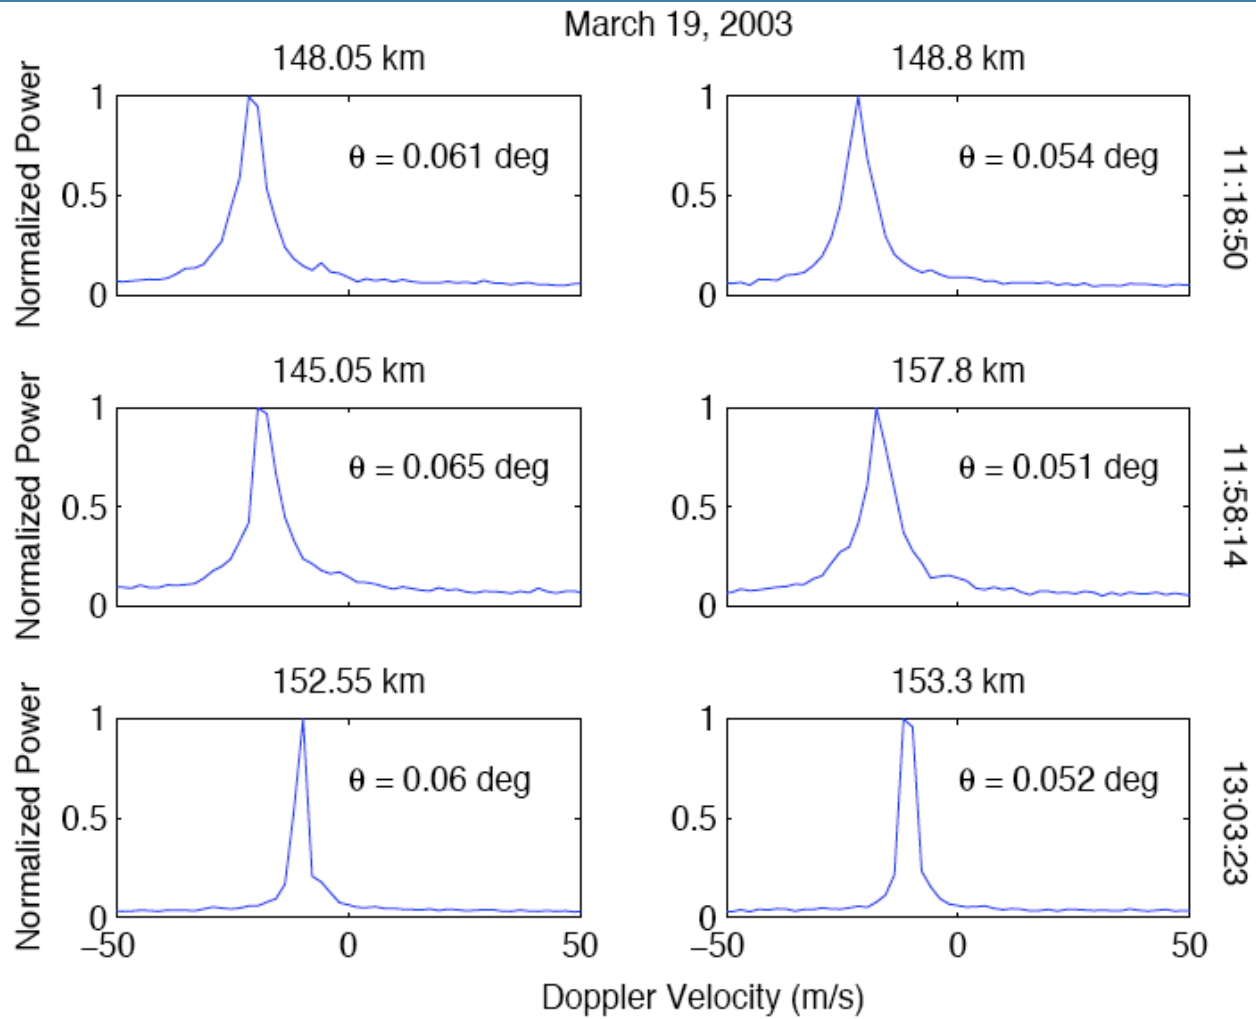 March 19, 2003
148.05 km
148.8 km
Normalized Power
1
0.5
0
θ = 0.061 deg
1
0.5
0
θ = 0.054 deg
11:18:50
145.05 km
157.8 km
Normalized Power
1
0.5
0
θ = 0.065 deg
1
0.5
0
θ = 0.051 deg
11:58:14
152.55 km
153.3 km
Normalized Power
1
0.5
0
θ = 0.06 deg
1
0.5
0
θ = 0.052 deg
13:03:23
−50 0 50
−50 0 50
Doppler Velocity (m/s)